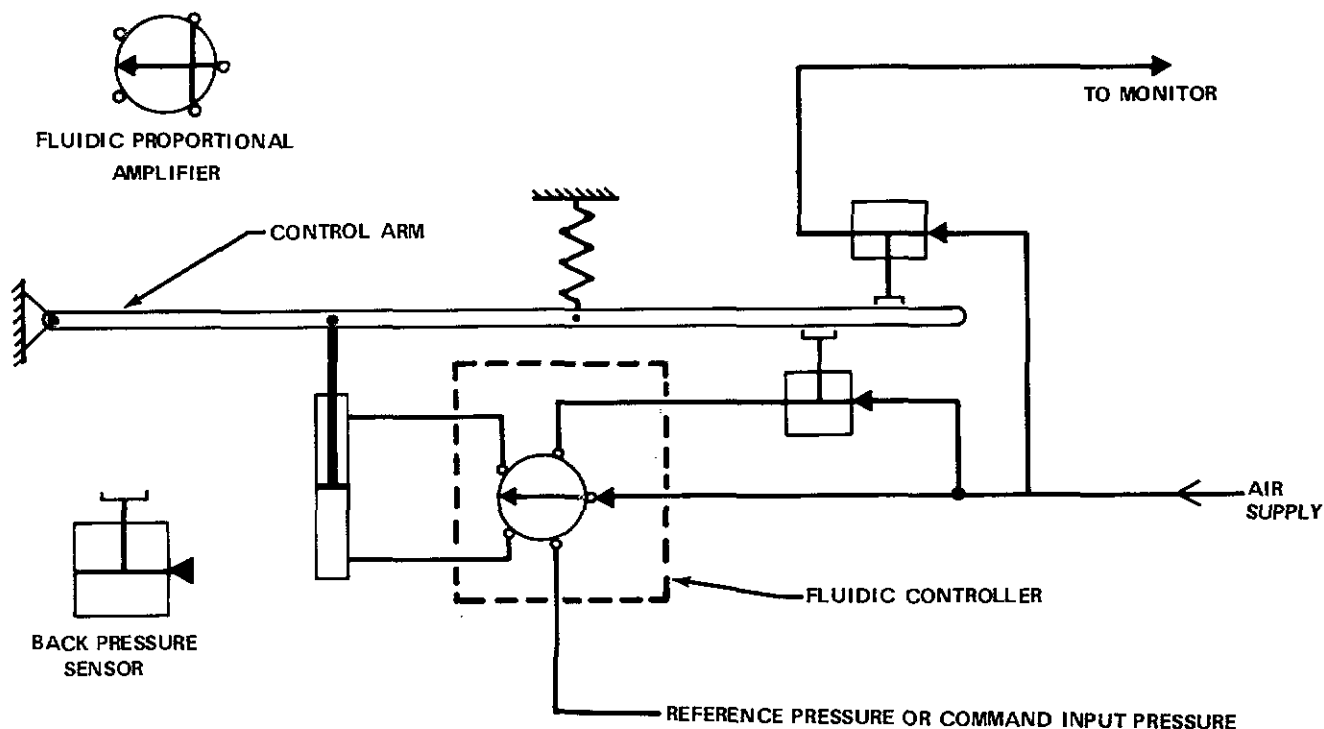 FLUIDIC PROPORTIONAL
AMPLIFIER
TO MONITOR
CONTROL ARM
AIR
SUPPLY
FLUIDIC CONTROLLER
BACK PRESSURE
SENSOR
REFERENCE PRESSURE OR COMMAND INPUT PRESSURE